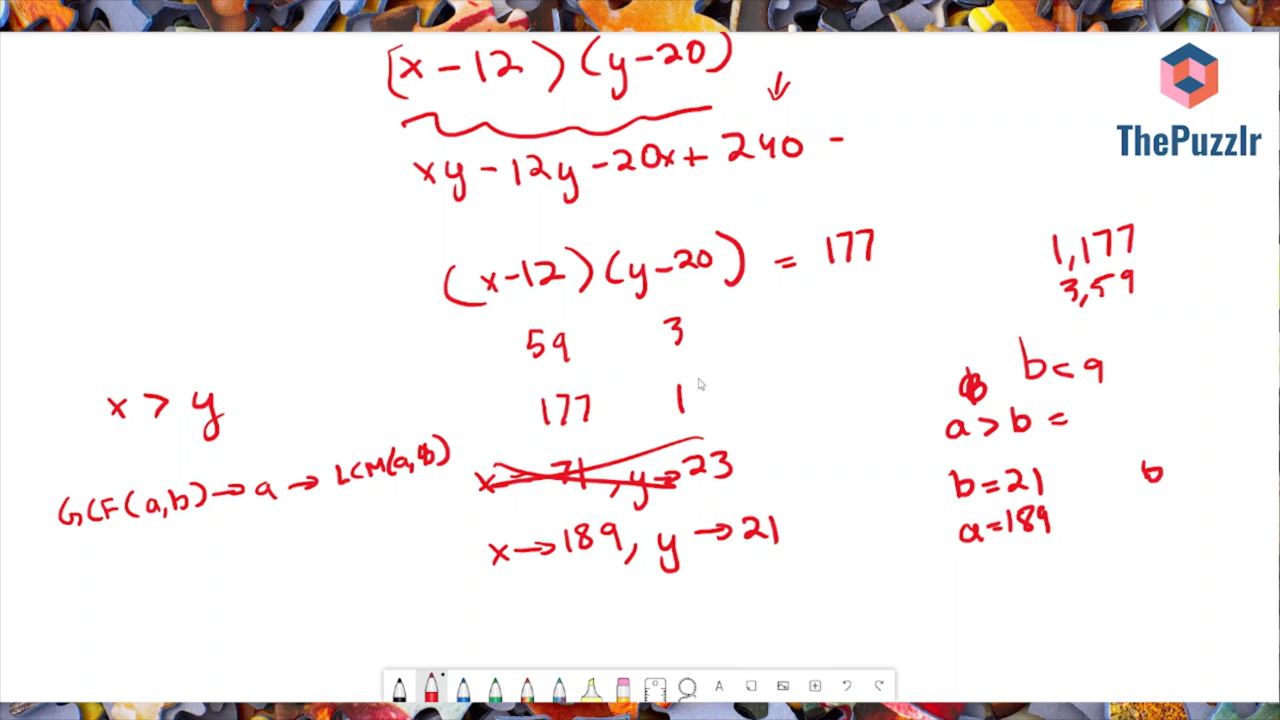 (x-12)(y-20)
ThePuzzlr
xy-12y-20x+240 -
(x-12)(y-20) = 177
1,177
3,59
59 3
b<9
x > y
177 1
a>b =
GCF(a,b)→a→LCM(a,b)
x→71, y→23
b=21
b
a=189
x→189, y→21